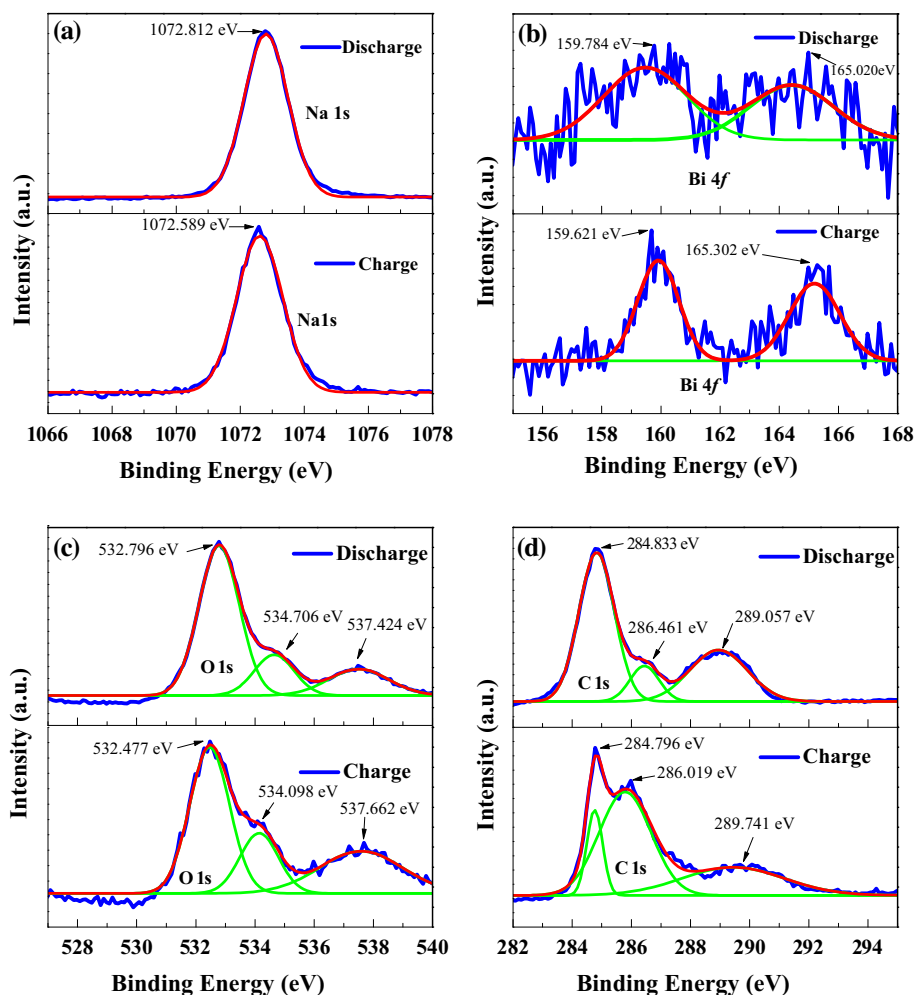 (a)
1072.812 eV
Discharge
Na 1s
1072.589 eV
Charge
Na1s
Intensity (a.u.)
1066 1068 1070 1072 1074 1076 1078
Binding Energy (eV)
(b)
159.784 eV
Discharge
165.020eV
Bi 4f
159.621 eV
Charge
165.302 eV
Bi 4f
Intensity (a.u.)
156 158 160 162 164 166 168
Binding Energy (eV)
(c)
532.796 eV
Discharge
534.706 eV
537.424 eV
O 1s
532.477 eV
Charge
534.098 eV
537.662 eV
O 1s
Intensity (a.u.)
528 530 532 534 536 538 540
Binding Energy (eV)
(d)
284.833 eV
Discharge
286.461 eV
289.057 eV
C 1s
284.796 eV
Charge
286.019 eV
289.741 eV
C 1s
Intensity (a.u.)
282 284 286 288 290 292 294
Binding Energy (eV)